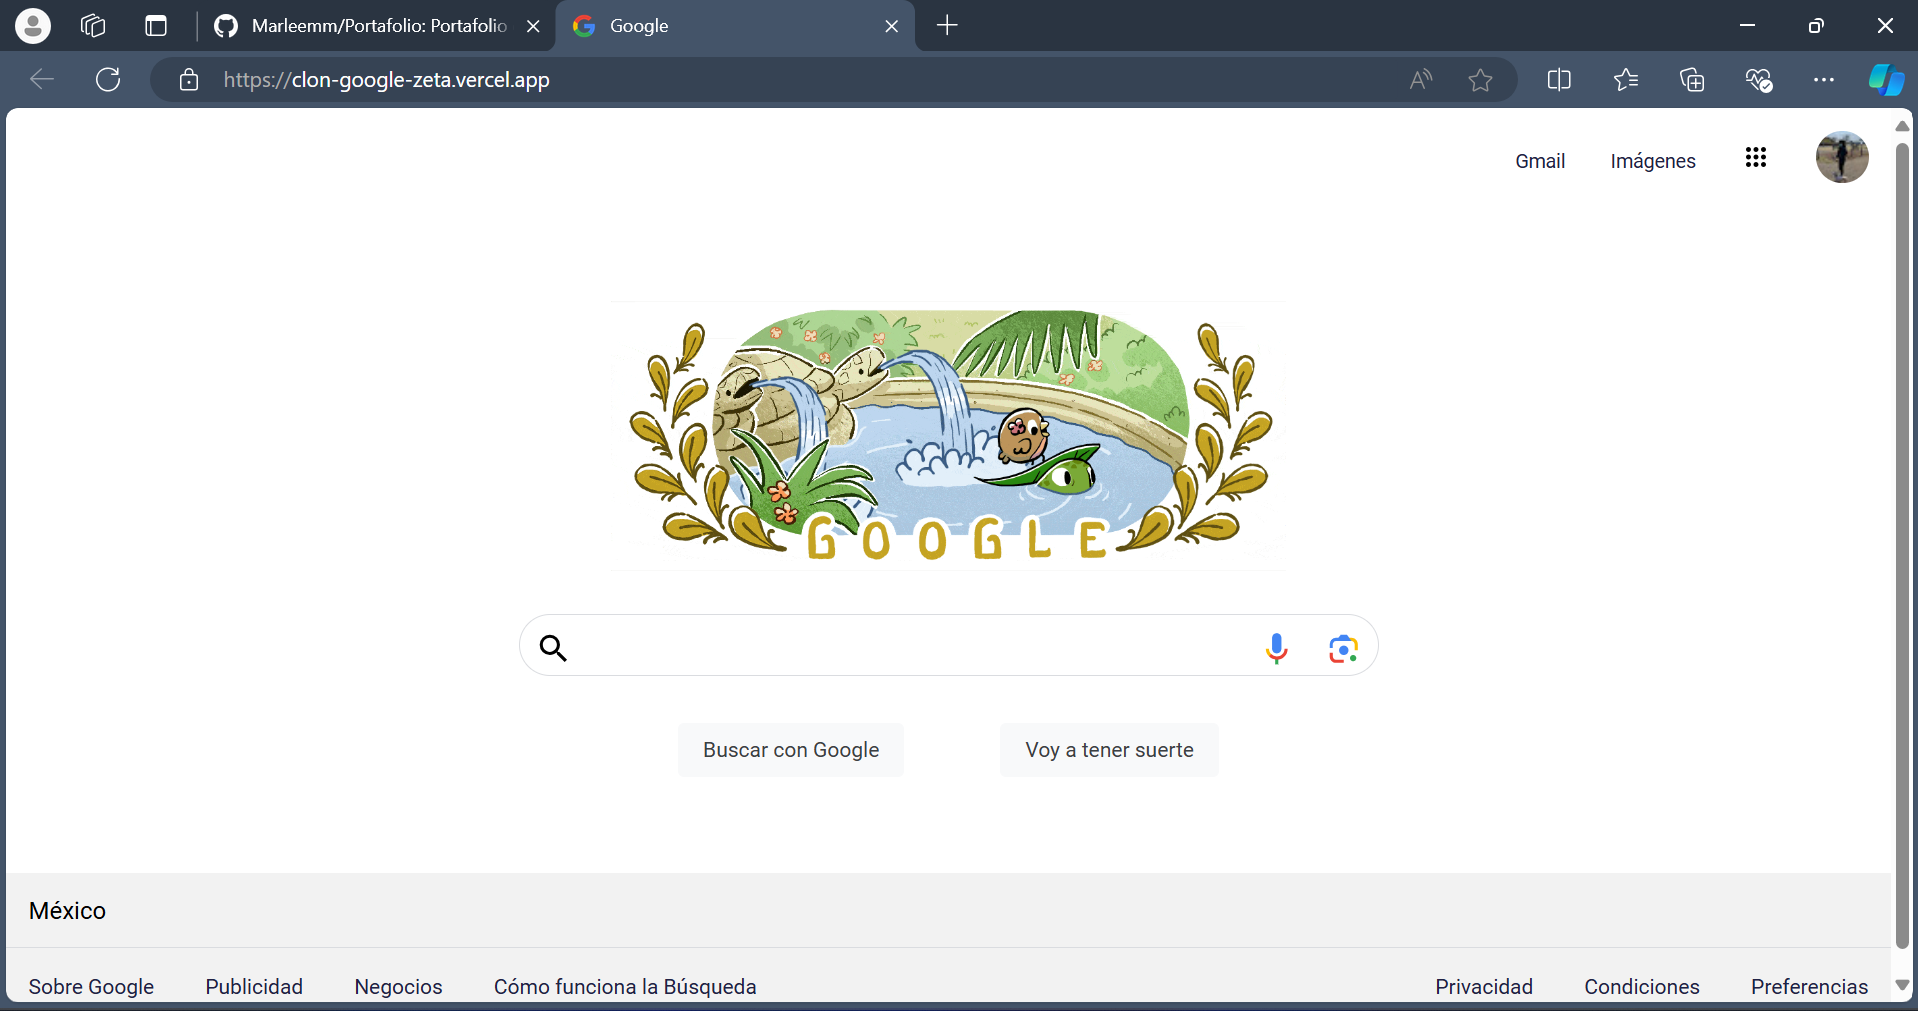 Marleemm/Portafolio: Portafolio
Google
https://clon-google-zeta.vercel.app
Gmail
Imágenes
GOOGLE
Buscar con Google
Voy a tener suerte
México
Sobre Google
Publicidad
Negocios
Cómo funciona la Búsqueda
Privacidad
Condiciones
Preferencias